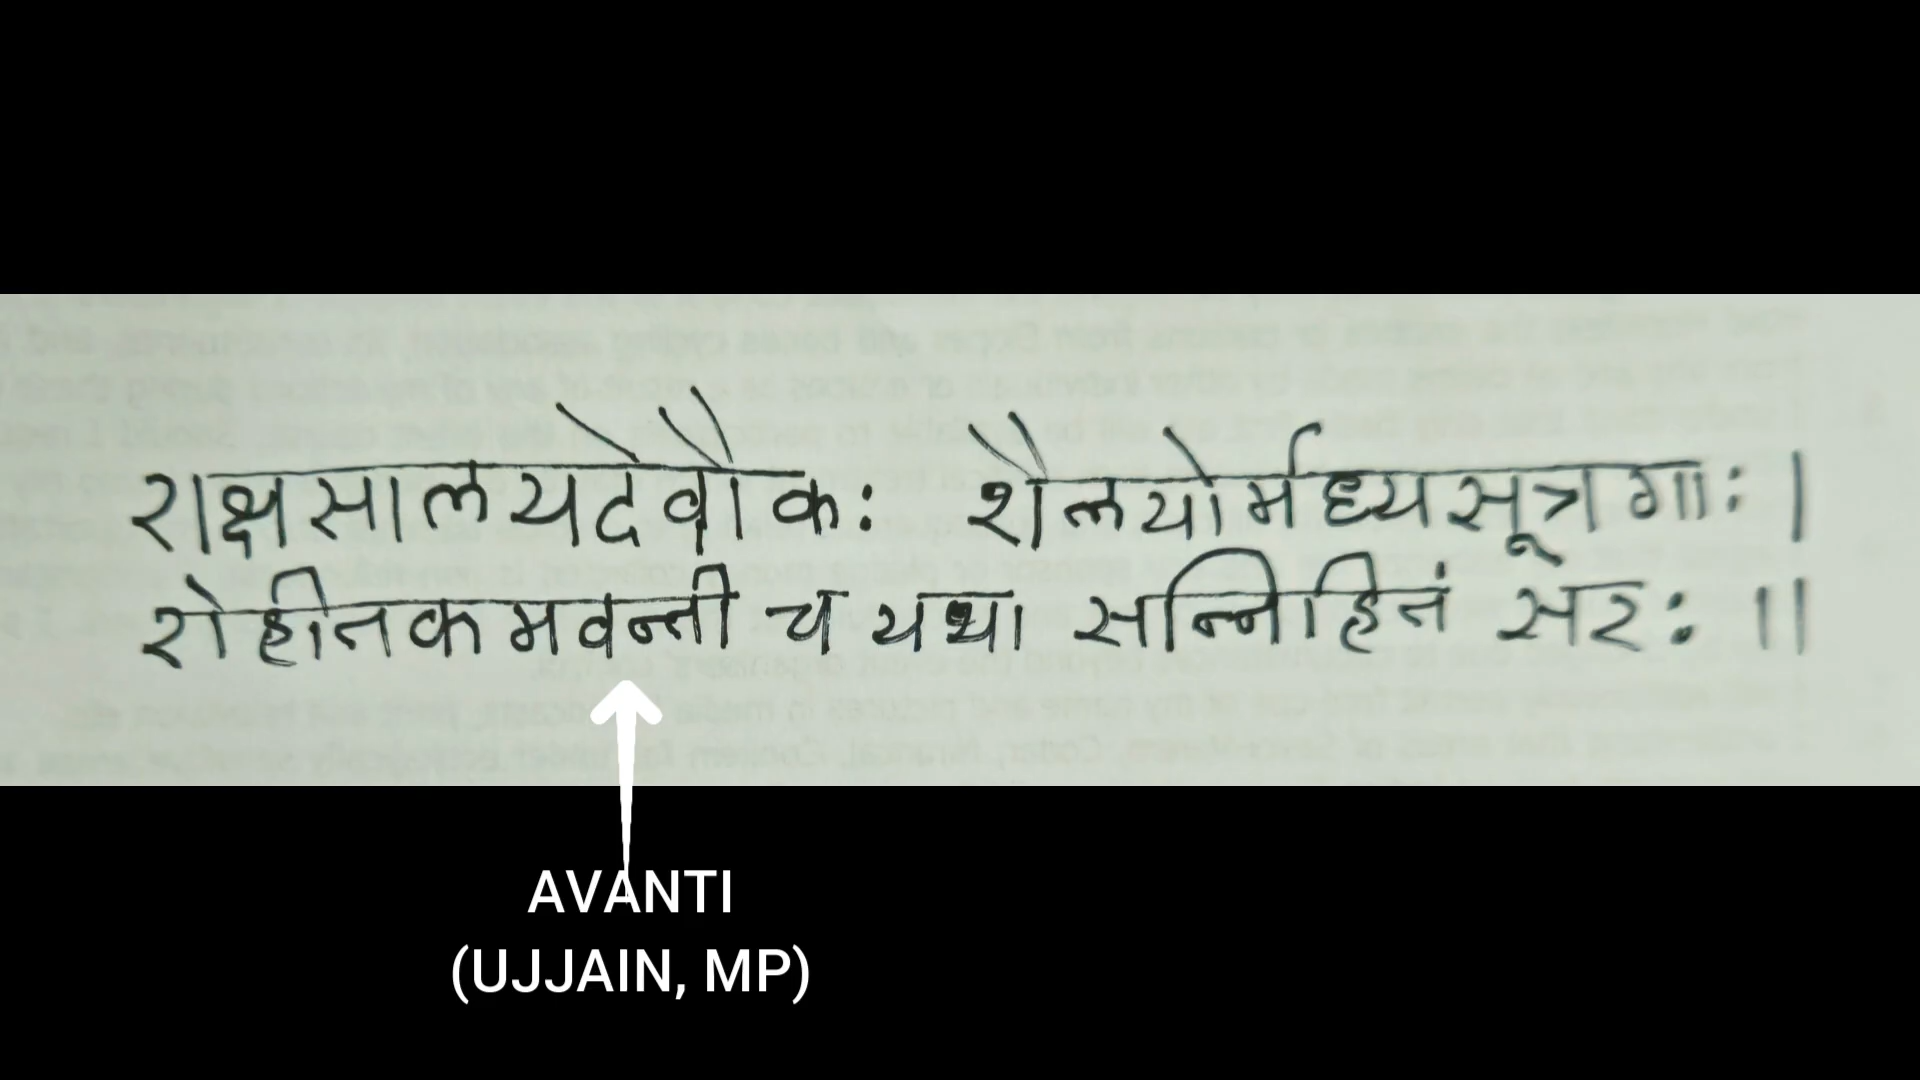 राक्षसालयदेवौकः शैलयोर्मध्यसूत्रगाः।
रोहीतकमवन्ती च यथा सन्निहितं सरः॥
AVANTI
(UJJAIN, MP)